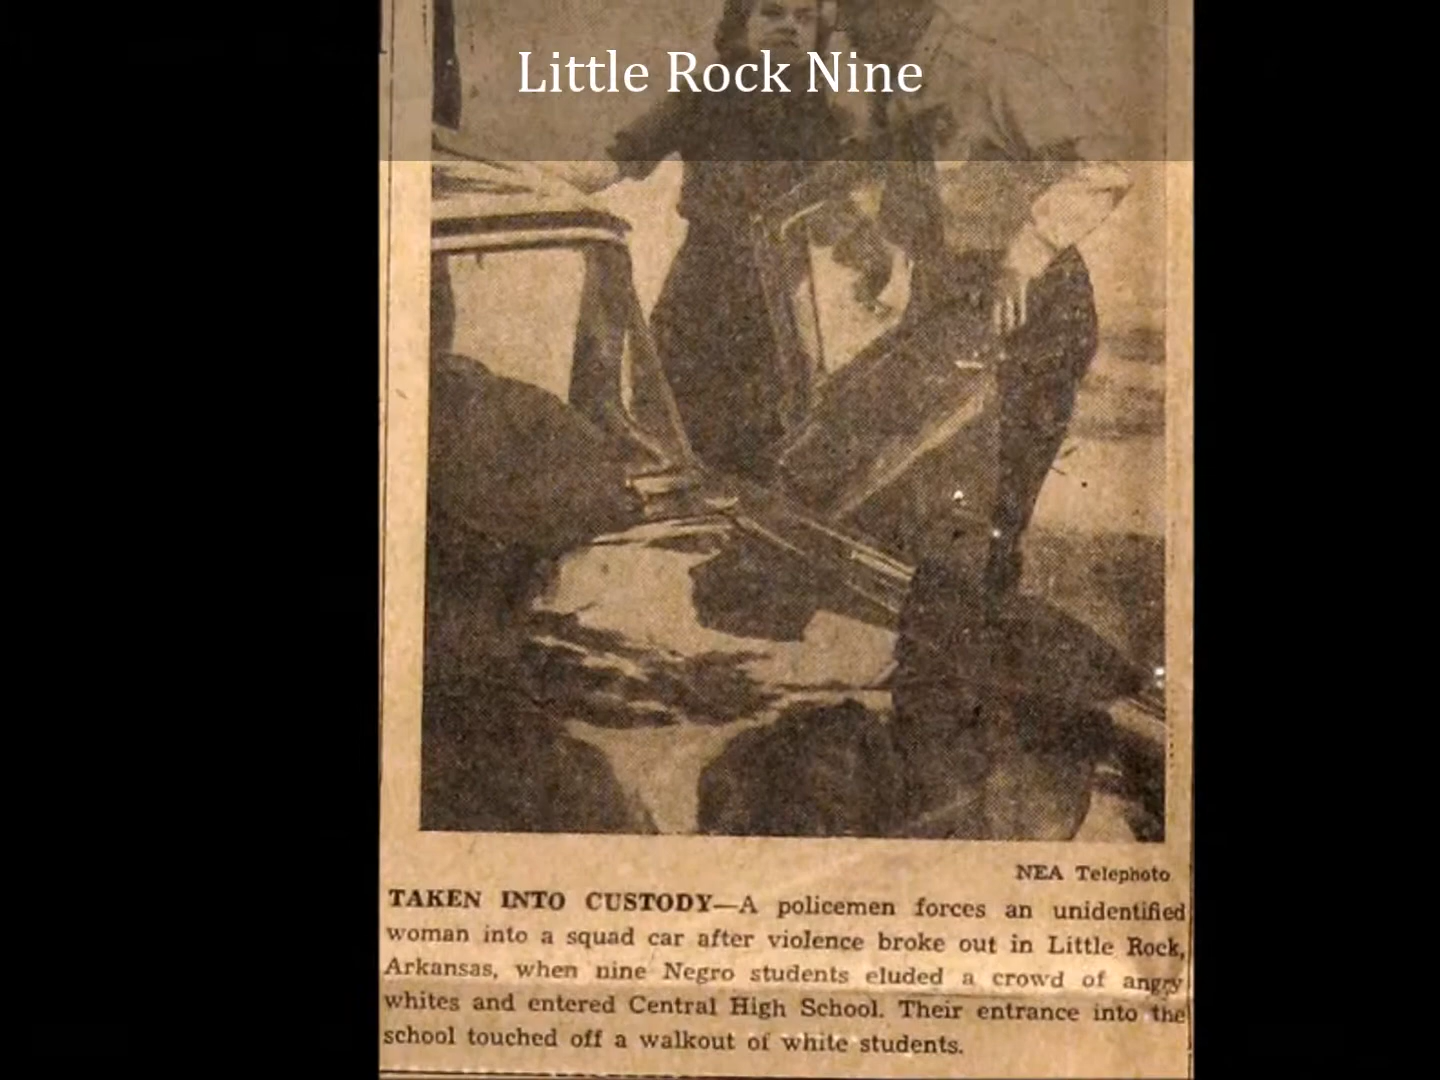 Little Rock Nine
NEA Telephoto
TAKEN INTO CUSTODY—A policemen forces an unidentified
woman into a squad car after violence broke out in Little Rock,
Arkansas, when nine Negro students eluded a crowd of angry
whites and entered Central High School. Their entrance into the
school touched off a walkout of white students.